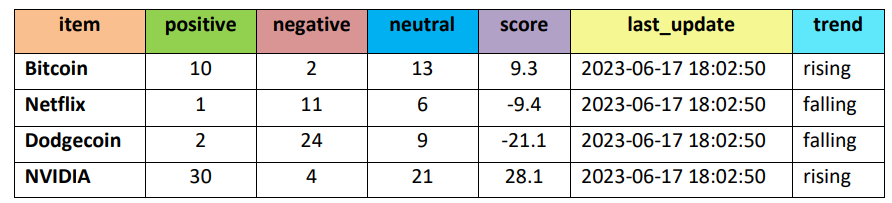 item positive negative neutral score last_update trend
Bitcoin 10 2 13 9.3 2023-06-17 18:02:50 rising
Netflix 1 11 6 -9.4 2023-06-17 18:02:50 falling
Dodgecoin 2 24 9 -21.1 2023-06-17 18:02:50 falling
NVIDIA 30 4 21 28.1 2023-06-17 18:02:50 rising